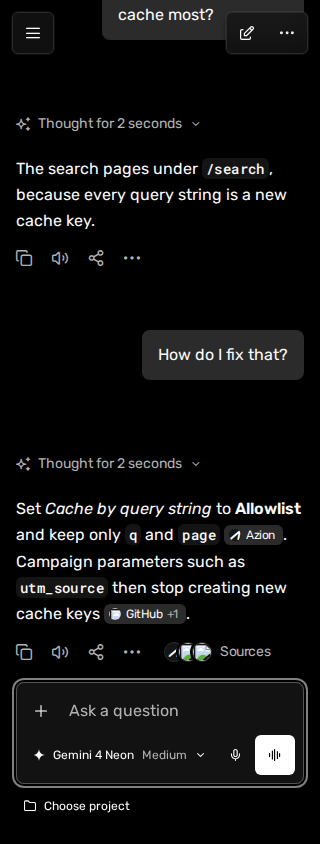 cache most?
Thought for 2 seconds
The search pages under /search,
because every query string is a new
cache key.
How do I fix that?
Thought for 2 seconds
Set Cache by query string to Allowlist
and keep only q and page Azion.
Campaign parameters such as
utm_source then stop creating new
cache keys GitHub +1.
Sources
Ask a question
Gemini 4 Neon Medium
Choose project